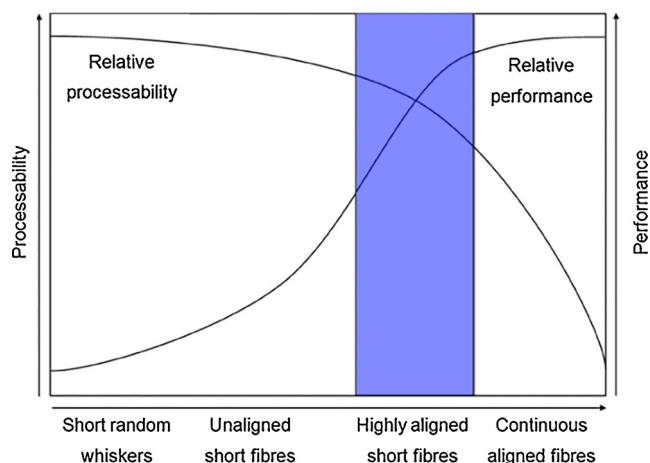 Relative
processability
Relative
performance
Processability
Performance
Short random
whiskers
Unaligned
short fibres
Highly aligned
short fibres
Continuous
aligned fibres